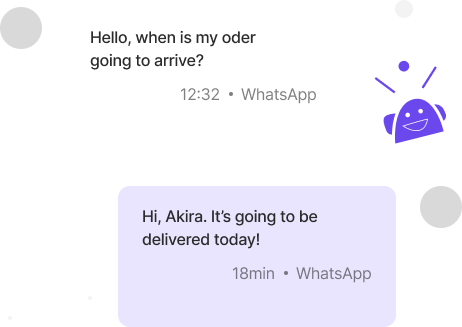 Hello, when is my oder
going to arrive?
12:32 • WhatsApp
Hi, Akira. It’s going to be
delivered today!
18min • WhatsApp